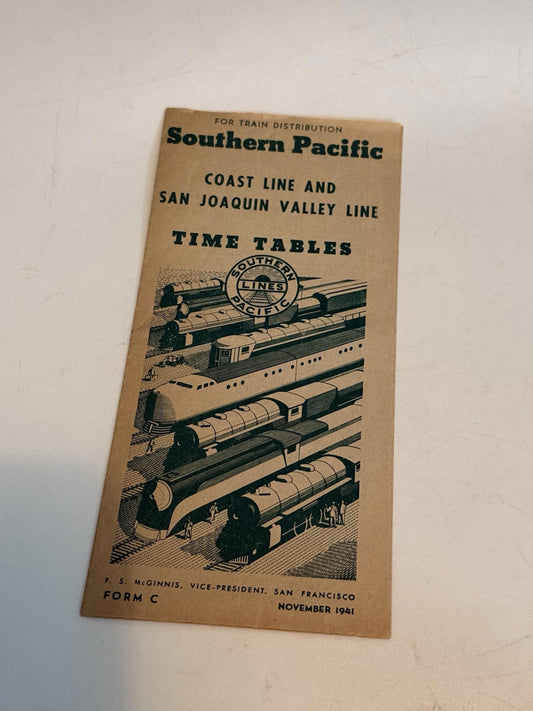 FOR TRAIN DISTRIBUTION
Southern Pacific
COAST LINE AND
SAN JOAQUIN VALLEY LINE
TIME TABLES
SOUTHERN
LINES
PACIFIC
F. S. McGINNIS, VICE-PRESIDENT, SAN FRANCISCO
FORM C
NOVEMBER 1941